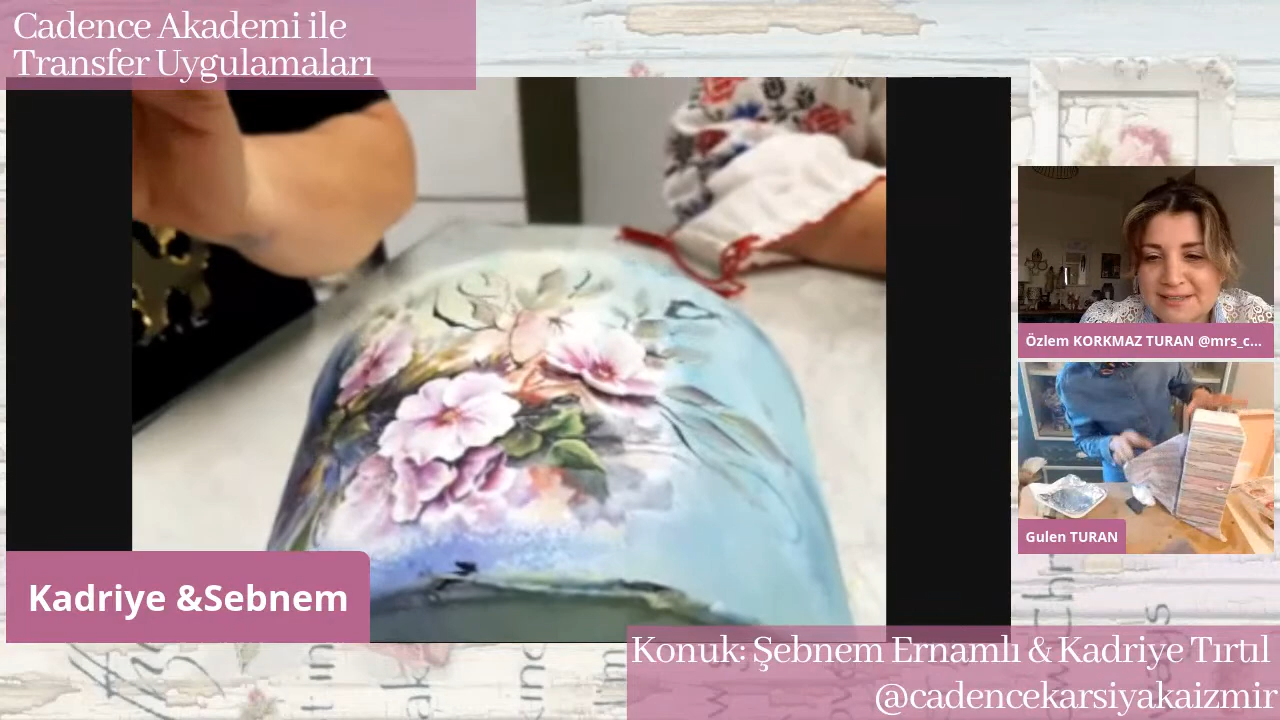 Cadence Akademi ile
Transfer Uygulamaları
Özlem KORKMAZ TURAN @mrs_c...
Gulen TURAN
Kadriye &Sebnem
Konuk: Şebnem Ernamlı & Kadriye Tırtıl
@cadencekarsiyakaizmir